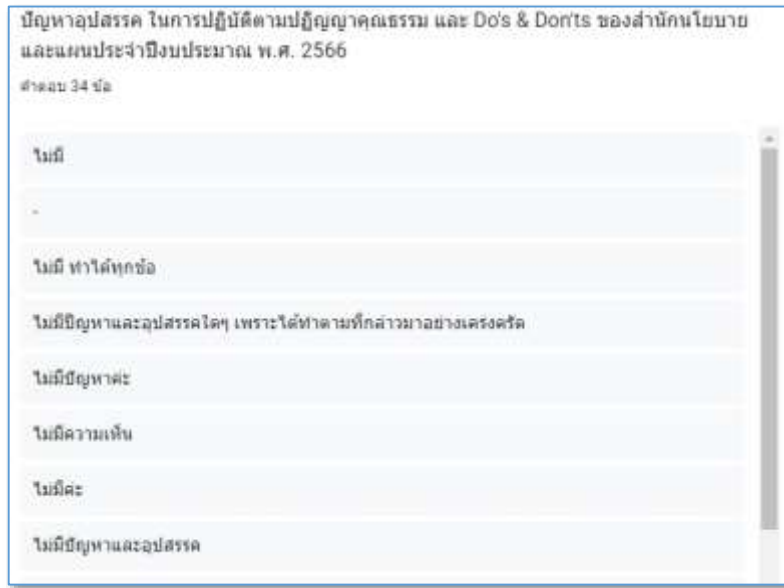 ปัญหาอุปสรรค ในการปฏิบัติตามปฏิญญาคุณธรรม และ Do's & Don'ts ของสำนักนโยบาย
และแผนประจำปีงบประมาณ พ.ศ. 2566
คำตอบ 34 ข้อ
ไม่มี
-
ไม่มี ทำได้ทุกข้อ
ไม่มีปัญหาและอุปสรรคใดๆ เพราะได้ทำตามที่กล่าวมาอย่างเคร่งครัด
ไม่มีปัญหาค่ะ
ไม่มีความเห็น
ไม่มีค่ะ
ไม่มีปัญหาและอุปสรรค